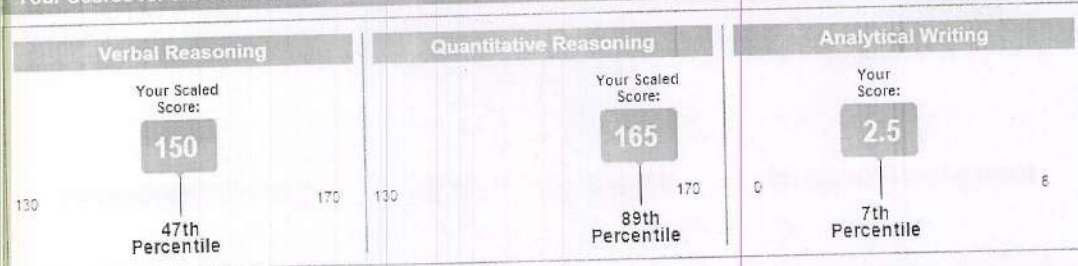 Verbal Reasoning
Your Scaled
Score:
150
130
170
47th
Percentile
Quantitative Reasoning
Your Scaled
Score:
165
130
170
89th
Percentile
Analytical Writing
Your
Score:
2.5
0
6
7th
Percentile